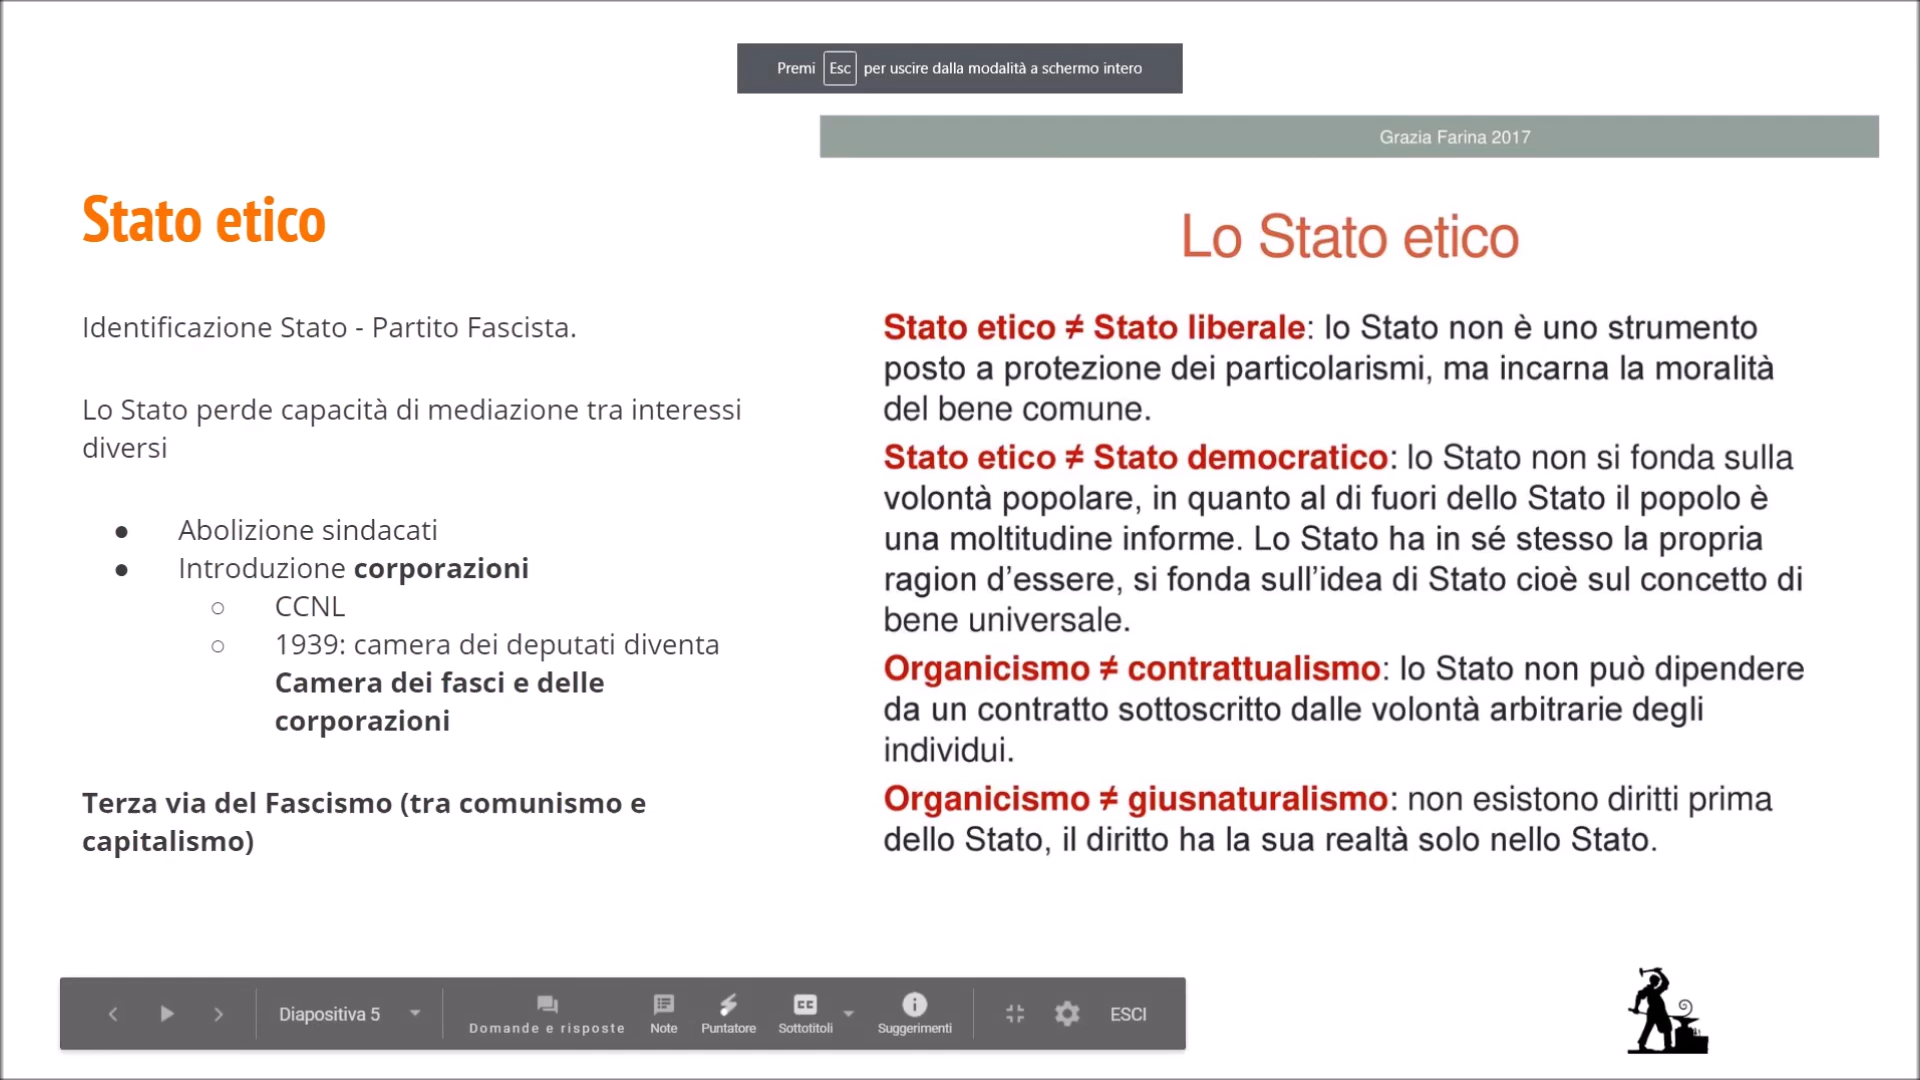 Premi Esc per uscire dalla modalità a schermo intero
Grazia Farina 2017
Stato etico
Identificazione Stato - Partito Fascista.
Lo Stato perde capacità di mediazione tra interessi
diversi
● Abolizione sindacati
● Introduzione corporazioni
○ CCNL
○ 1939: camera dei deputati diventa
Camera dei fasci e delle
corporazioni
Terza via del Fascismo (tra comunismo e
capitalismo)
Lo Stato etico
Stato etico ≠ Stato liberale: lo Stato non è uno strumento
posto a protezione dei particolarismi, ma incarna la moralità
del bene comune.
Stato etico ≠ Stato democratico: lo Stato non si fonda sulla
volontà popolare, in quanto al di fuori dello Stato il popolo è
una moltitudine informe. Lo Stato ha in sé stesso la propria
ragion d’essere, si fonda sull’idea di Stato cioè sul concetto di
bene universale.
Organicismo ≠ contrattualismo: lo Stato non può dipendere
da un contratto sottoscritto dalle volontà arbitrarie degli
individui.
Organicismo ≠ giusnaturalismo: non esistono diritti prima
dello Stato, il diritto ha la sua realtà solo nello Stato.
Diapositiva 5
Domande e risposte
Note
Puntatore
CC
Sottotitoli
Suggerimenti
ESCI